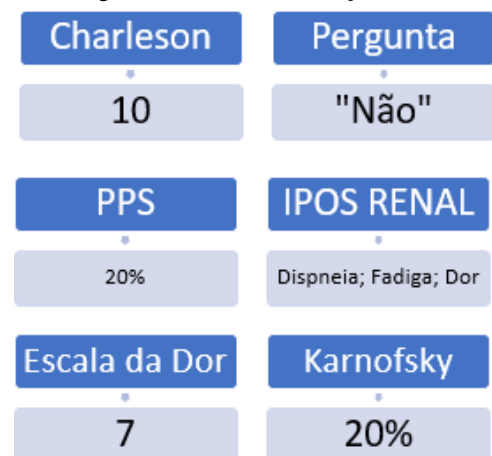 Charleson
Pergunta
10
"Não"
PPS
IPOS RENAL
20%
Dispneia; Fadiga; Dor
Escala da Dor
Karnofsky
7
20%